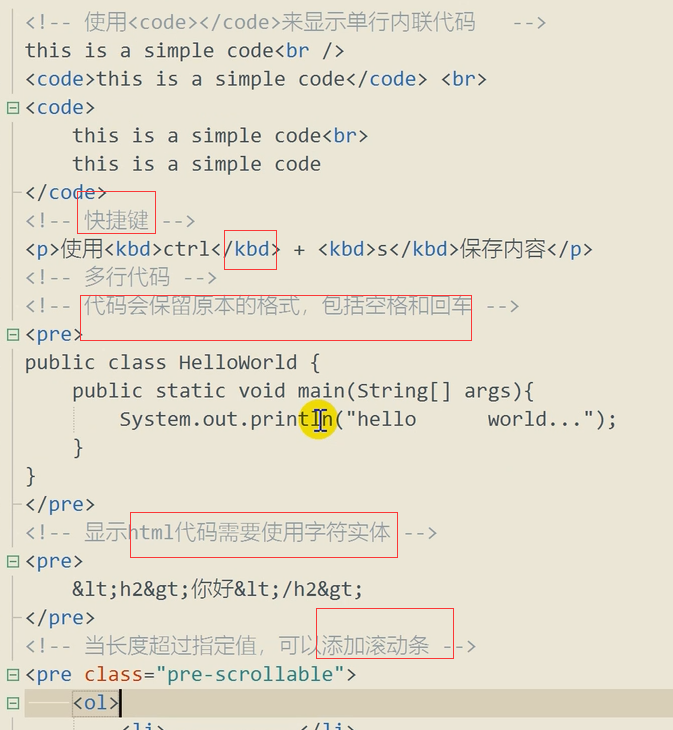 <!-- 使用<code></code>来显示单行内联代码   -->
this is a simple code<br />
<code>this is a simple code</code> <br>
<code>
    this is a simple code<br>
    this is a simple code
</code>
<!-- 快捷键 -->
<p>使用<kbd>ctrl</kbd> + <kbd>s</kbd>保存内容</p>
<!-- 多行代码 -->
<!-- 代码会保留原本的格式，包括空格和回车 -->
<pre>
public class HelloWorld {
    public static void main(String[] args){
        System.out.println("hello      world...");
    }
}
</pre>
<!-- 显示html代码需要使用字符实体 -->
<pre>
    &lt;h2&gt;你好&lt;/h2&gt;
</pre>
<!-- 当长度超过指定值，可以添加滚动条 -->
<pre class="pre-scrollable">
    <ol>
        <li>          </li>